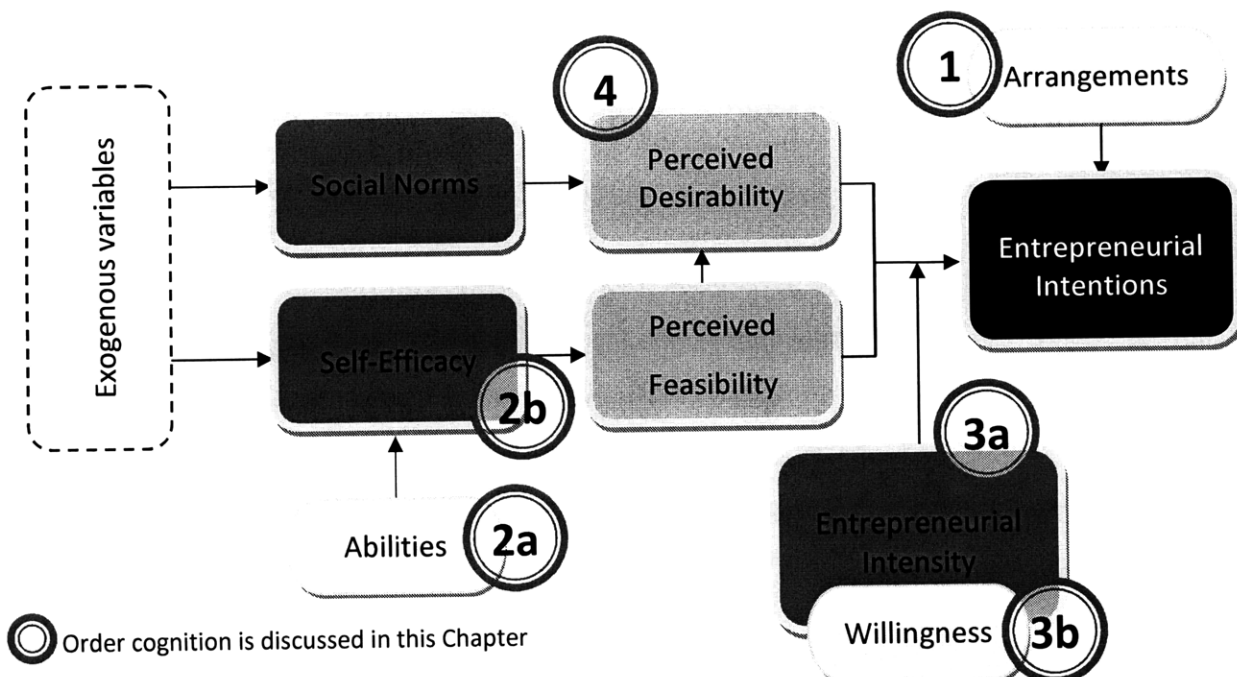 1
Arrangements
4
Exogenous variables
Social Norms
Perceived
Desirability
Entrepreneurial
Intentions
Self-Efficacy
2b
Perceived
Feasibility
3a
Abilities
2a
Entrepreneurial
Intensity
Willingness
3b
Order cognition is discussed in this Chapter